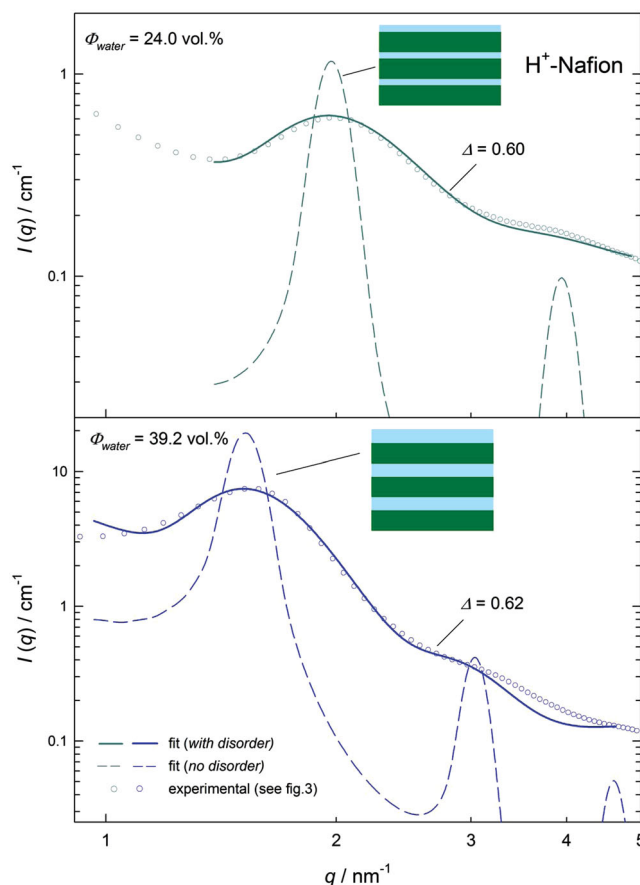 Φwater = 24.0 vol.%
H+-Nafion
1
Δ = 0.60
I (q) / cm-1
0.1
Φwater = 39.2 vol.%
10
I (q) / cm-1
1
Δ = 0.62
0.1
fit (with disorder)
fit (no disorder)
experimental (see fig.3)
1 2 3 4 5
q / nm-1